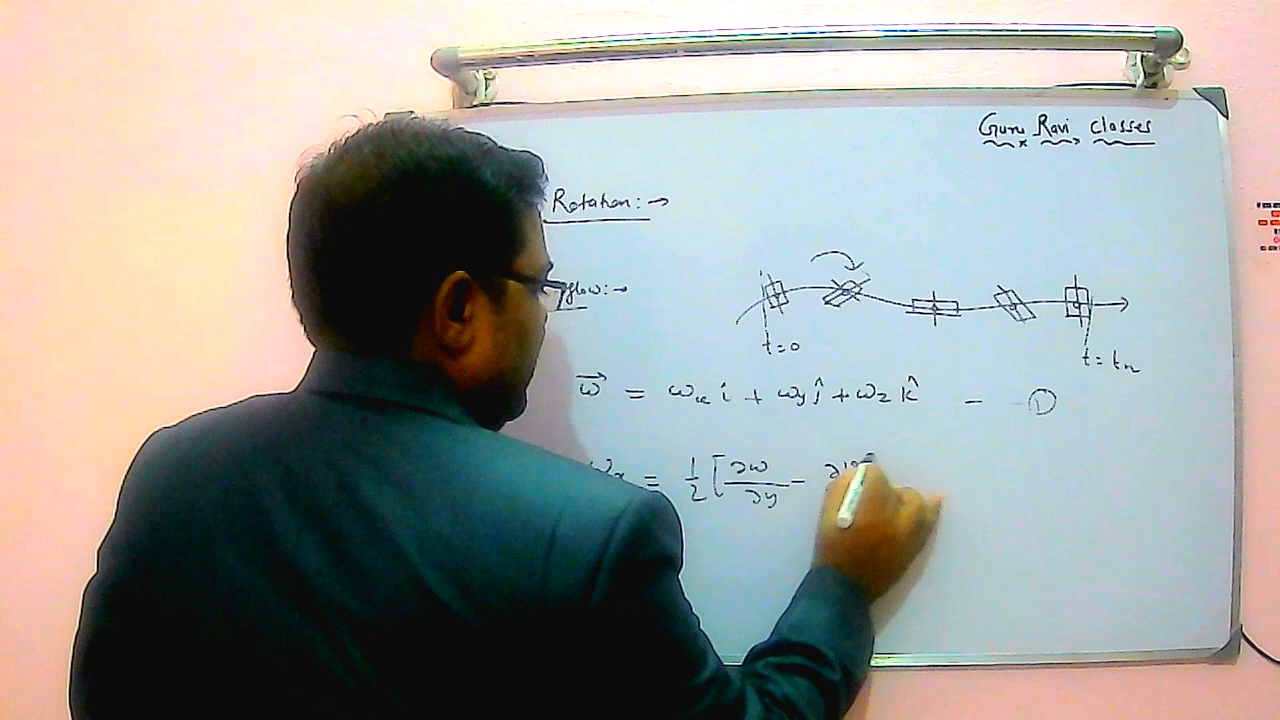 Guru Ravi Classes
Rotation:→
flow:→
t=0
t=tn
ω⃗ = ωx î + ωy ĵ + ωz k̂ - - ①
ωx = 1/2 [∂w/∂y - ∂v